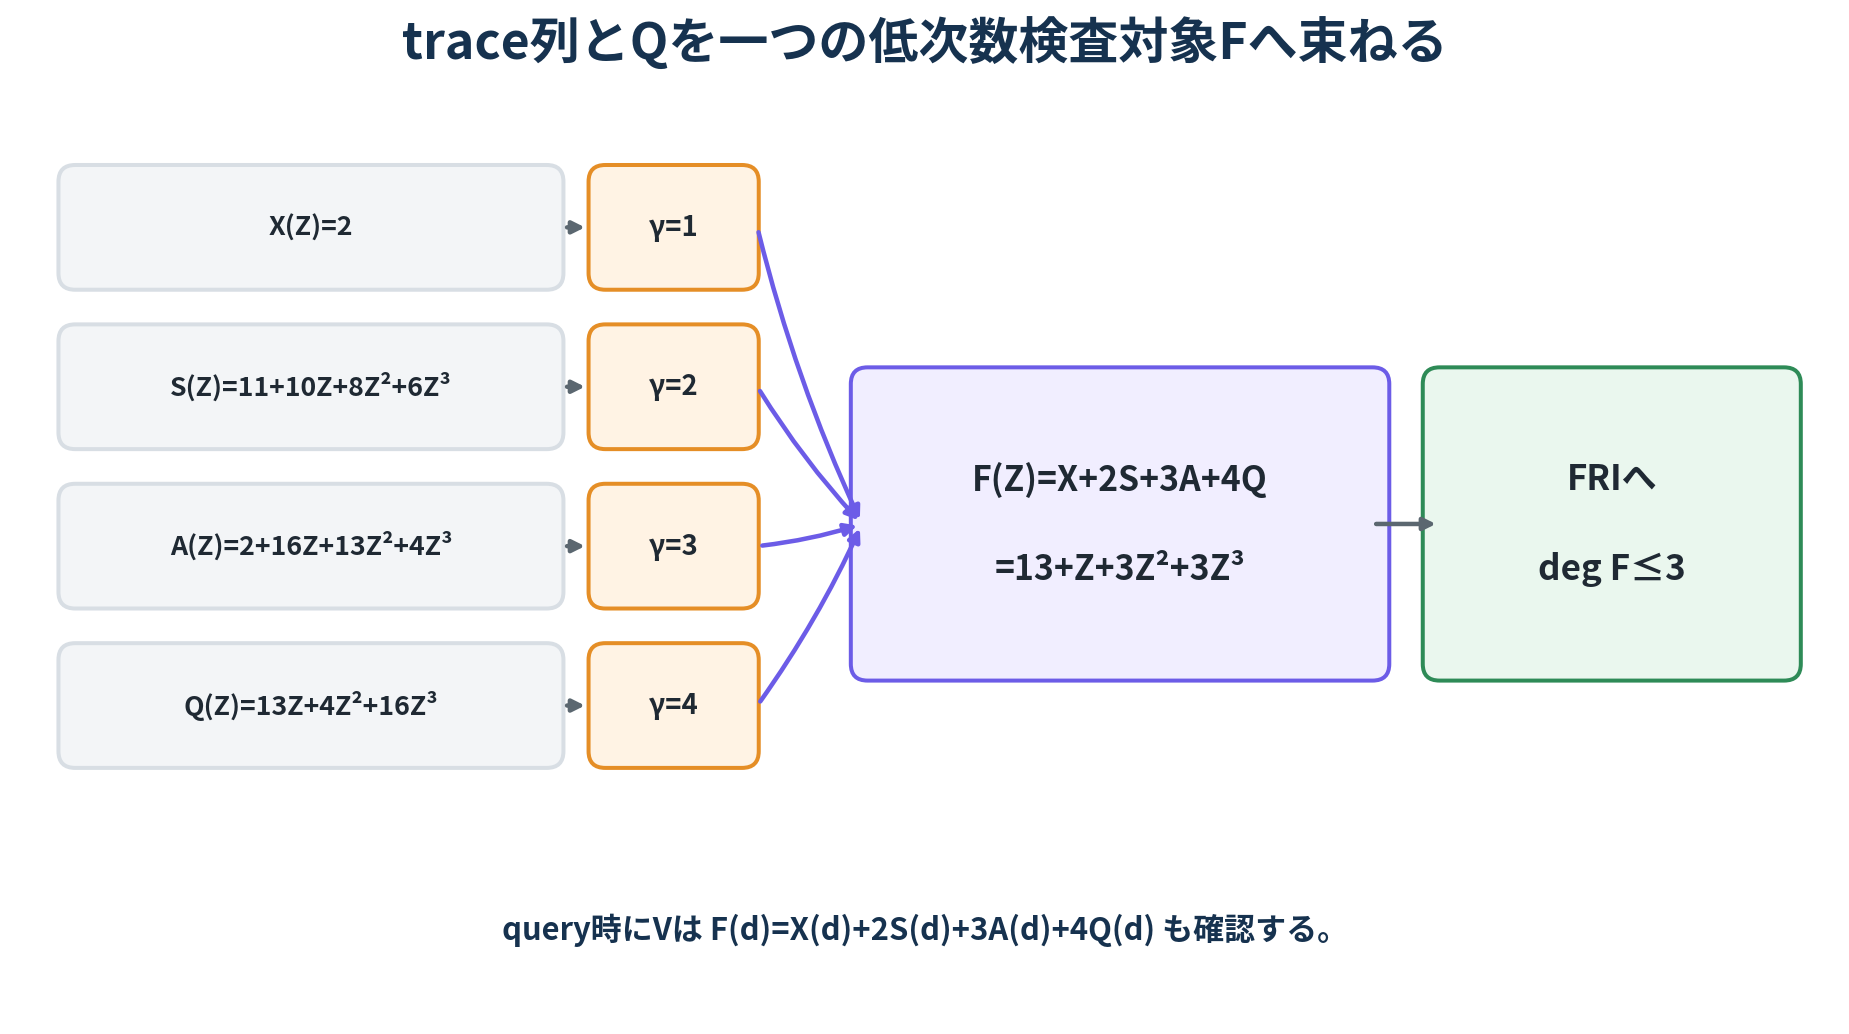 trace列とQを一つの低次数検査対象Fへ束ねる
X(Z)=2
γ=1
S(Z)=11+10Z+8Z²+6Z³
γ=2
A(Z)=2+16Z+13Z²+4Z³
γ=3
Q(Z)=13Z+4Z²+16Z³
γ=4
F(Z)=X+2S+3A+4Q
=13+Z+3Z²+3Z³
FRIへ
deg F≤3
query時にVは F(d)=X(d)+2S(d)+3A(d)+4Q(d) も確認する。